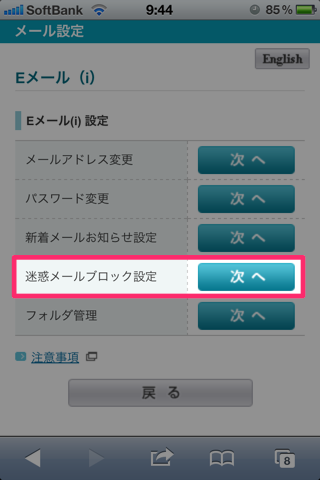 SoftBank 9:44 85%
メール設定
English
Eメール（i）
Eメール(i) 設定
メールアドレス変更 次 へ
パスワード変更 次 へ
新着メールお知らせ設定 次 へ
迷惑メールブロック設定 次 へ
フォルダ管理 次 へ
注意事項
戻 る
8